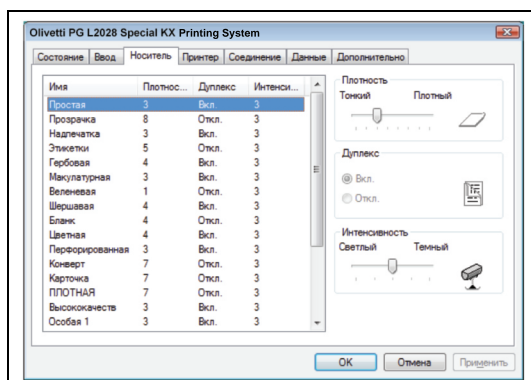 Olivetti PG L2028 Special KX Printing System
Состояние Ввод Носитель Принтер Соединение Данные Дополнительно
Имя Плотнос... Дуплекс Интенси...
Простая 3 Вкл. 3
Прозрачка 8 Откл. 3
Надпечатка 3 Вкл. 3
Этикетки 5 Откл. 3
Гербовая 4 Вкл. 3
Макулатурная 3 Вкл. 3
Веленевая 1 Откл. 3
Шершавая 4 Вкл. 3
Бланк 4 Откл. 3
Цветная 4 Вкл. 3
Перфорированная 3 Вкл. 3
Конверт 7 Откл. 3
Карточка 7 Откл. 3
ПЛОТНАЯ 7 Откл. 3
Высококачеств 3 Вкл. 3
Особая 1 3 Вкл. 3
Плотность
Тонкий Плотный
Дуплекс
Вкл.
Откл.
Интенсивность
Светлый Темный
OK Отмена Применить